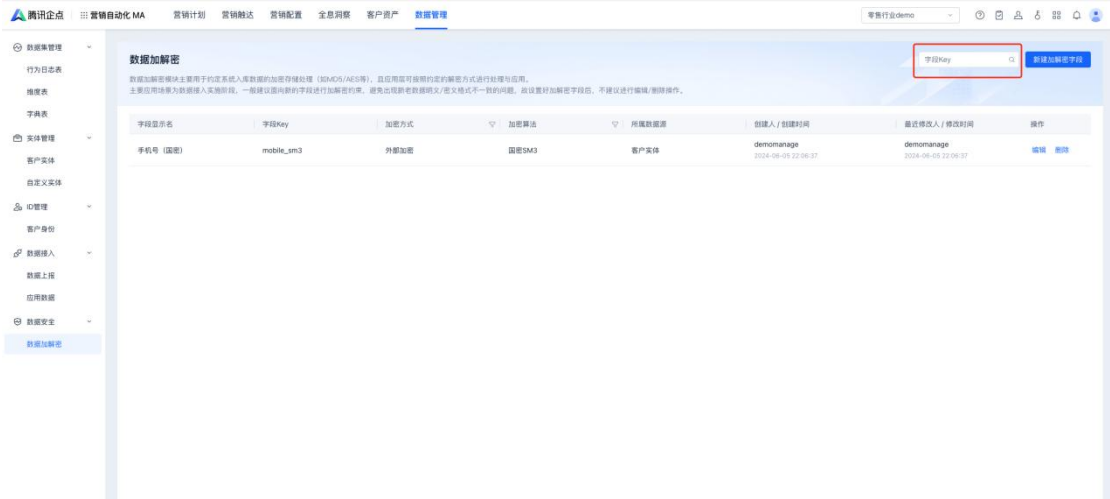 腾讯企点 营销自动化 MA 营销计划 营销触达 营销配置 全息洞察 客户资产 数据管理 零售行业demo
数据集管理
行为日志表
维度表
字典表
实体管理
客户实体
自定义实体
ID管理
客户身份
数据接入
数据上报
应用数据
数据安全
数据加解密
数据加解密
字段Key 新建加解密字段
数据加解密模块主要用于约定系统入库数据的加密存储处理（如MD5/AES等），且应用层可按照约定的解密方式进行处理与应用。
主要应用场景为数据接入实施阶段，一般建议面向新的字段进行加解密约束，避免出现新老数据明文/密文格式不一致的问题，故设置好加解密字段后，不建议进行编辑/删除操作。
字段显示名 字段Key 加密方式 加密算法 所属数据源 创建人 / 创建时间 最近修改人 / 修改时间 操作
手机号（国密） mobile_sm3 外部加密 国密SM3 客户实体 demomanage demomanage 编辑 删除
2024-06-05 22:06:37 2024-06-05 22:06:37